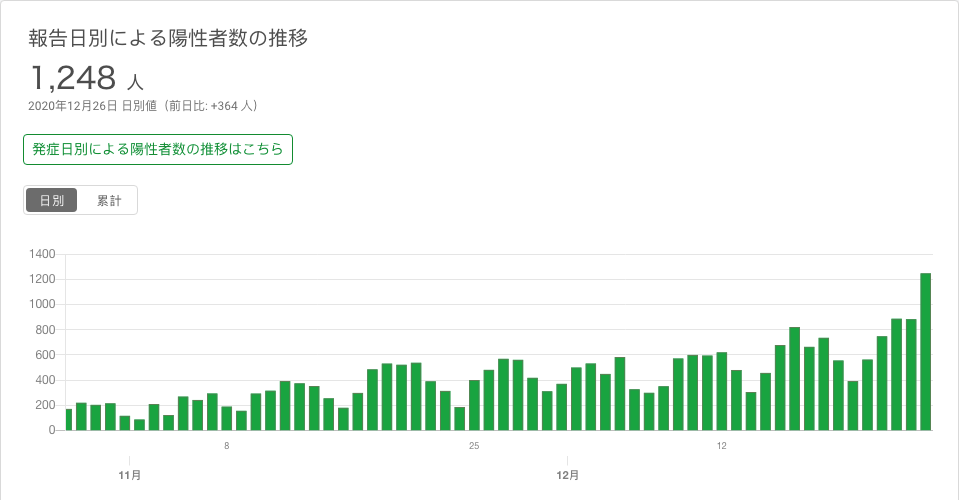 報告日別による陽性者数の推移
1,248 人
2020年12月26日 日別値（前日比: +364 人）
発症日別による陽性者数の推移はこちら
日別 累計
1400
1200
1000
800
600
400
200
0
8 25 12
11月 12月